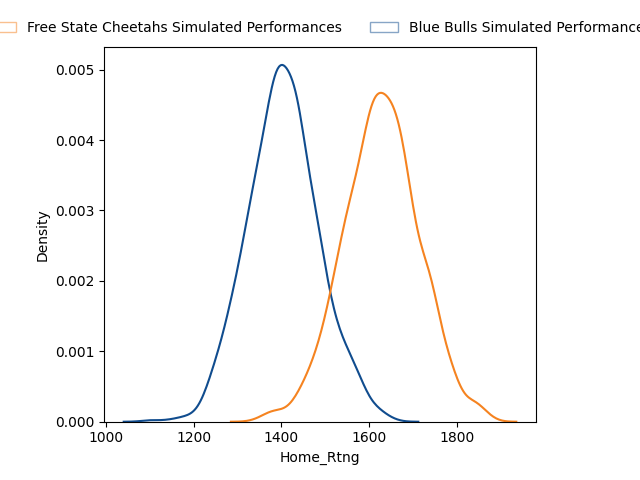 Free State Cheetahs Simulated Performances
Blue Bulls Simulated Performance
0.005
0.004
0.003
0.002
0.001
0.000
Density
1000 1200 1400 1600 1800
Home_Rtng